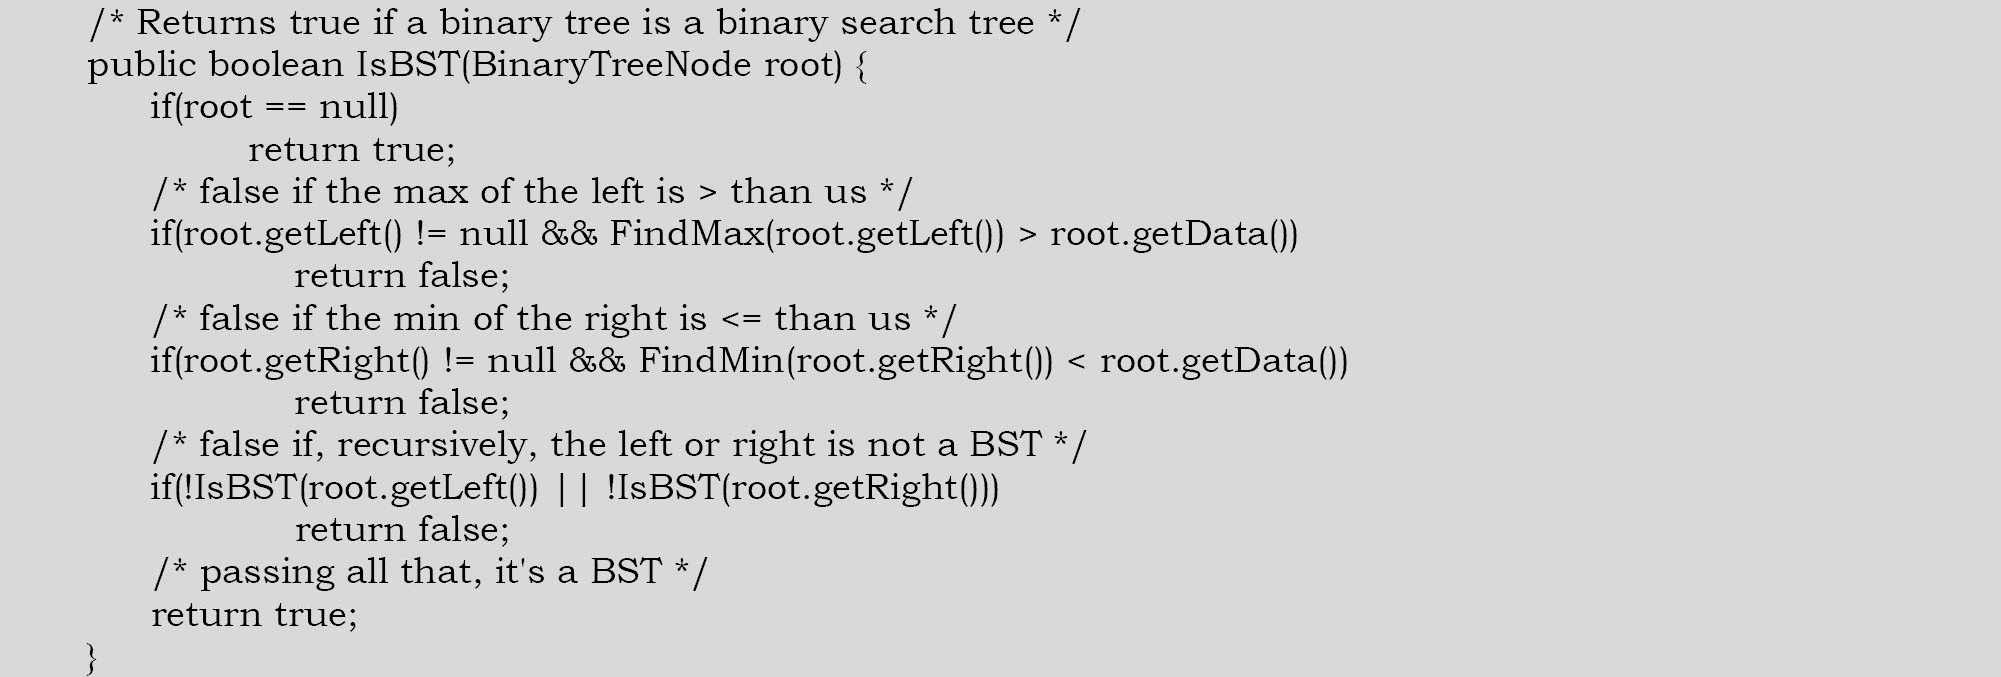 /* Returns true if a binary tree is a binary search tree */
public boolean IsBST(BinaryTreeNode root) {
if(root == null)
return true;
/* false if the max of the left is > than us */
if(root.getLeft() != null && FindMax(root.getLeft()) > root.getData())
return false;
/* false if the min of the right is <= than us */
if(root.getRight() != null && FindMin(root.getRight()) < root.getData())
return false;
/* false if, recursively, the left or right is not a BST */
if(!IsBST(root.getLeft()) || !IsBST(root.getRight()))
return false;
/* passing all that, it's a BST */
return true;
}